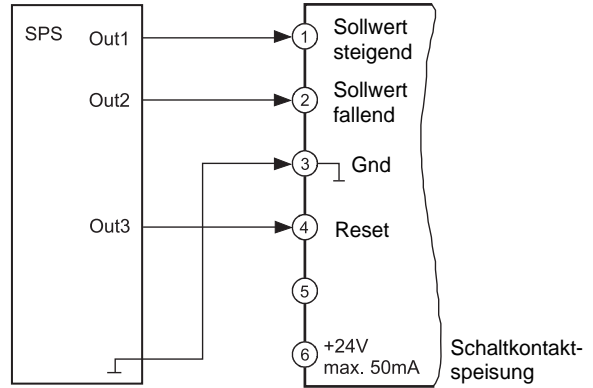 SPS
Out1
1
Sollwert
steigend
Out2
2
Sollwert
fallend
3
Gnd
Out3
4
Reset
5
6
+24V
max. 50mA
Schaltkontakt-
speisung